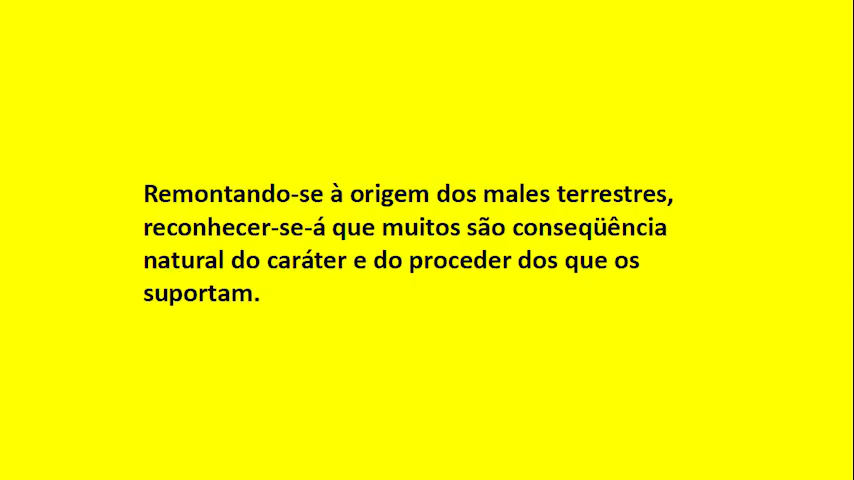 Remontando-se à origem dos males terrestres,
reconhecer-se-á que muitos são conseqüência
natural do caráter e do proceder dos que os
suportam.